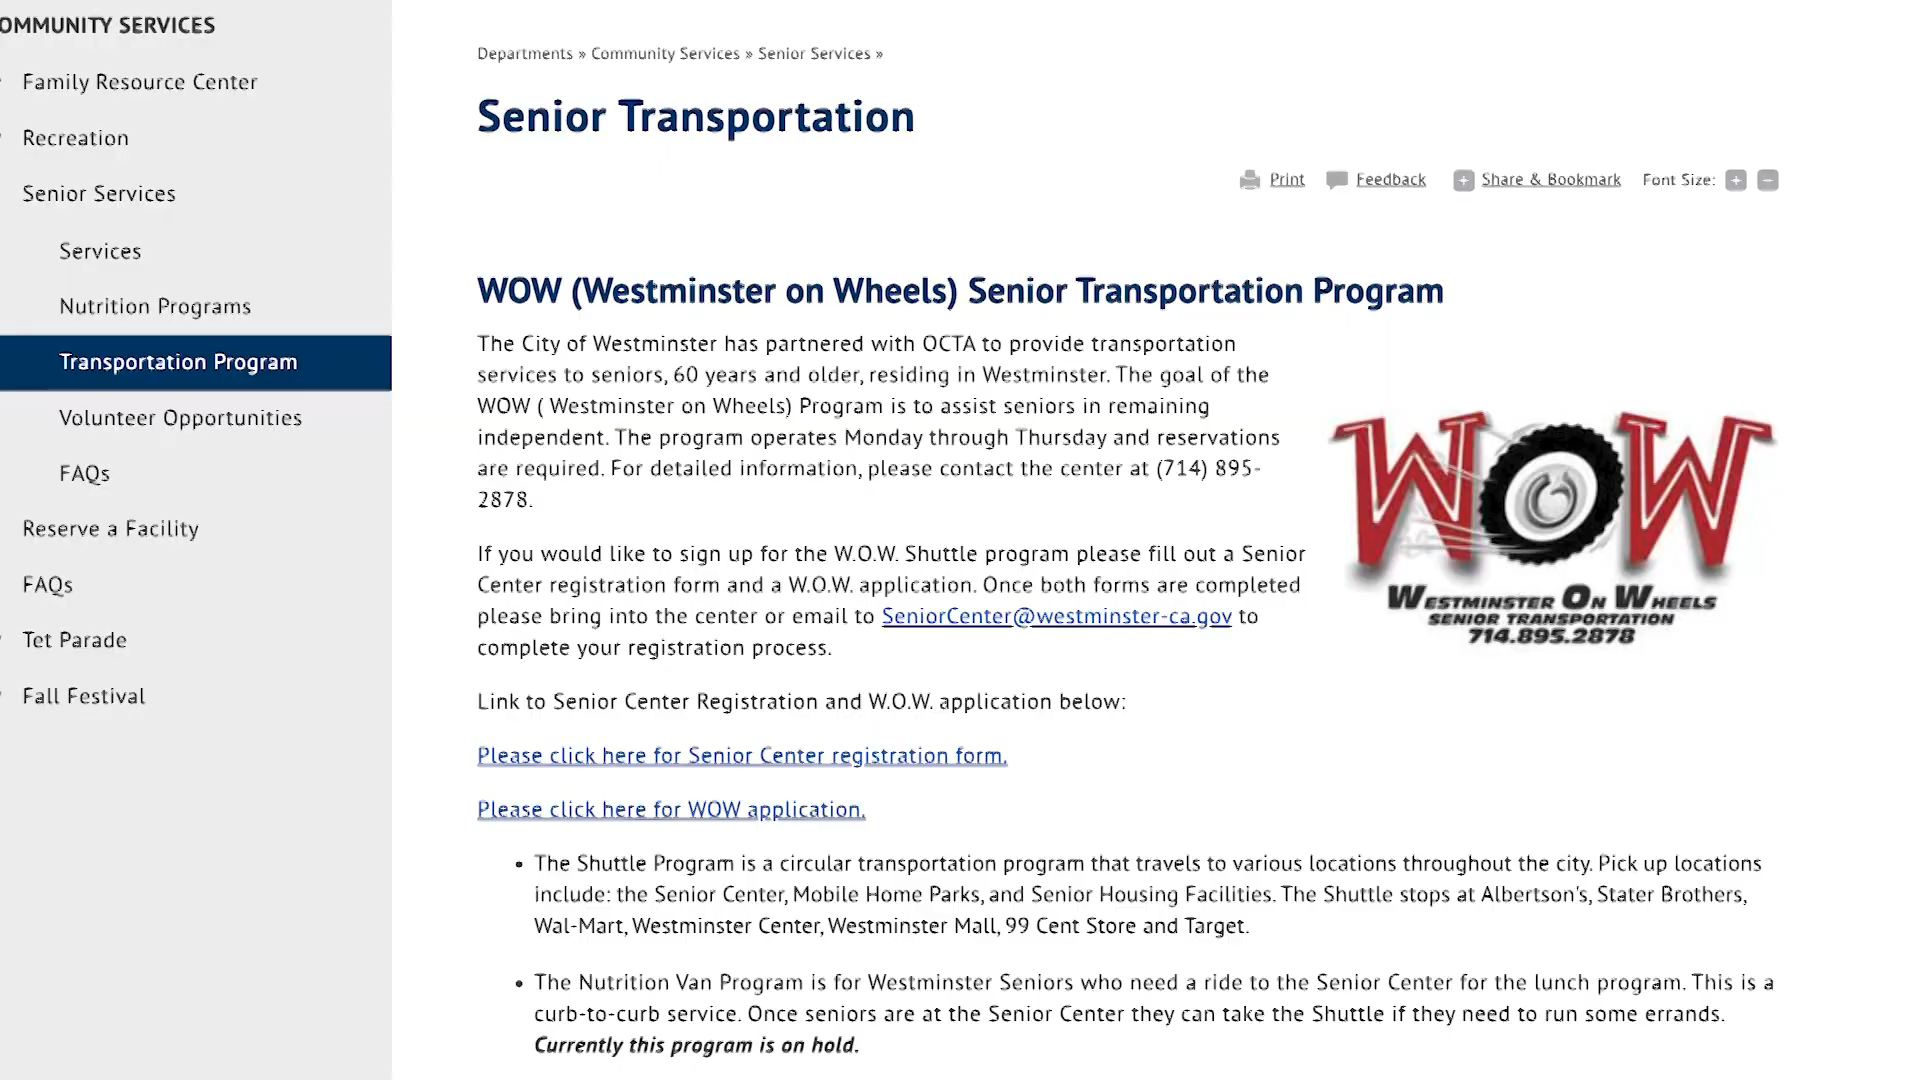 OMMUNITY SERVICES
Family Resource Center
Recreation
Senior Services
Services
Nutrition Programs
Transportation Program
Volunteer Opportunities
FAQs
Reserve a Facility
FAQs
Tet Parade
Fall Festival
Departments » Community Services » Senior Services »
Senior Transportation
Print Feedback Share & Bookmark Font Size: + −
WOW (Westminster on Wheels) Senior Transportation Program
The City of Westminster has partnered with OCTA to provide transportation
services to seniors, 60 years and older, residing in Westminster. The goal of the
WOW ( Westminster on Wheels) Program is to assist seniors in remaining
independent. The program operates Monday through Thursday and reservations
are required. For detailed information, please contact the center at (714) 895-
2878.
WOW
WESTMINSTER ON WHEELS
SENIOR TRANSPORTATION
714.895.2878
If you would like to sign up for the W.O.W. Shuttle program please fill out a Senior
Center registration form and a W.O.W. application. Once both forms are completed
please bring into the center or email to SeniorCenter@westminster-ca.gov to
complete your registration process.
Link to Senior Center Registration and W.O.W. application below:
Please click here for Senior Center registration form.
Please click here for WOW application.
• The Shuttle Program is a circular transportation program that travels to various locations throughout the city. Pick up locations
include: the Senior Center, Mobile Home Parks, and Senior Housing Facilities. The Shuttle stops at Albertson's, Stater Brothers,
Wal-Mart, Westminster Center, Westminster Mall, 99 Cent Store and Target.
• The Nutrition Van Program is for Westminster Seniors who need a ride to the Senior Center for the lunch program. This is a
curb-to-curb service. Once seniors are at the Senior Center they can take the Shuttle if they need to run some errands.
Currently this program is on hold.